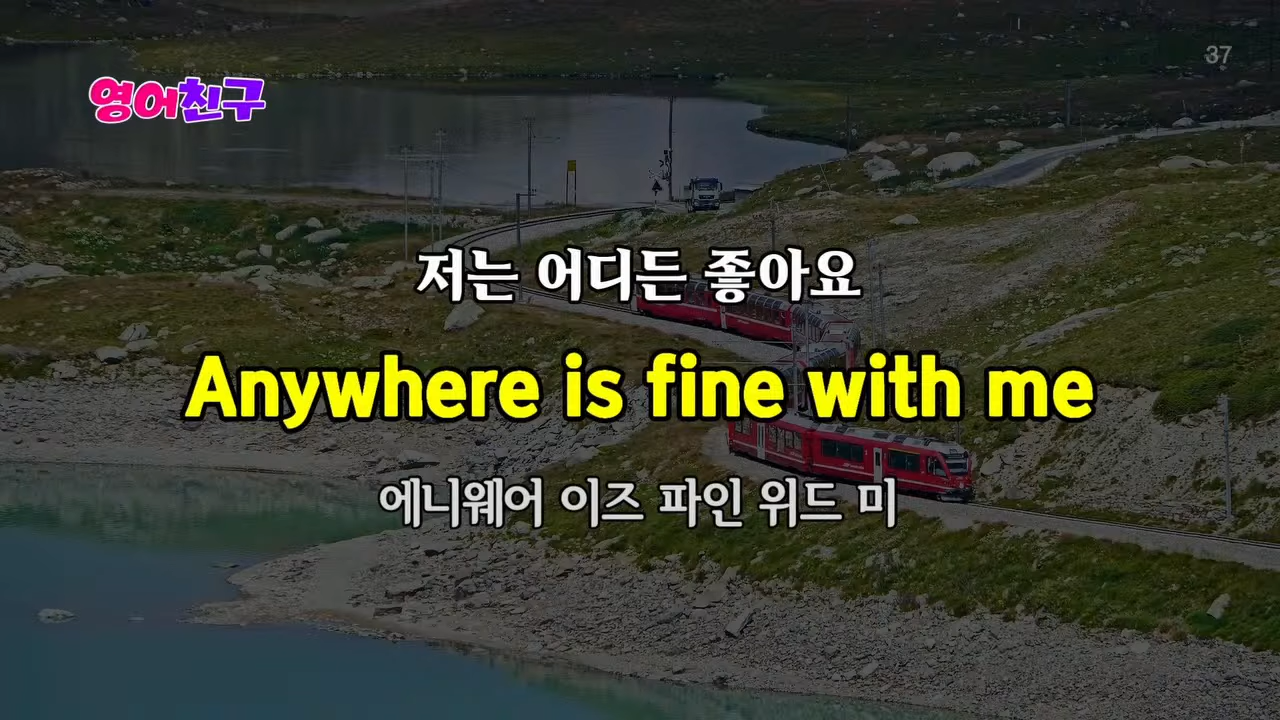 37
영어친구
저는 어디든 좋아요
Anywhere is fine with me
에니웨어 이즈 파인 위드 미